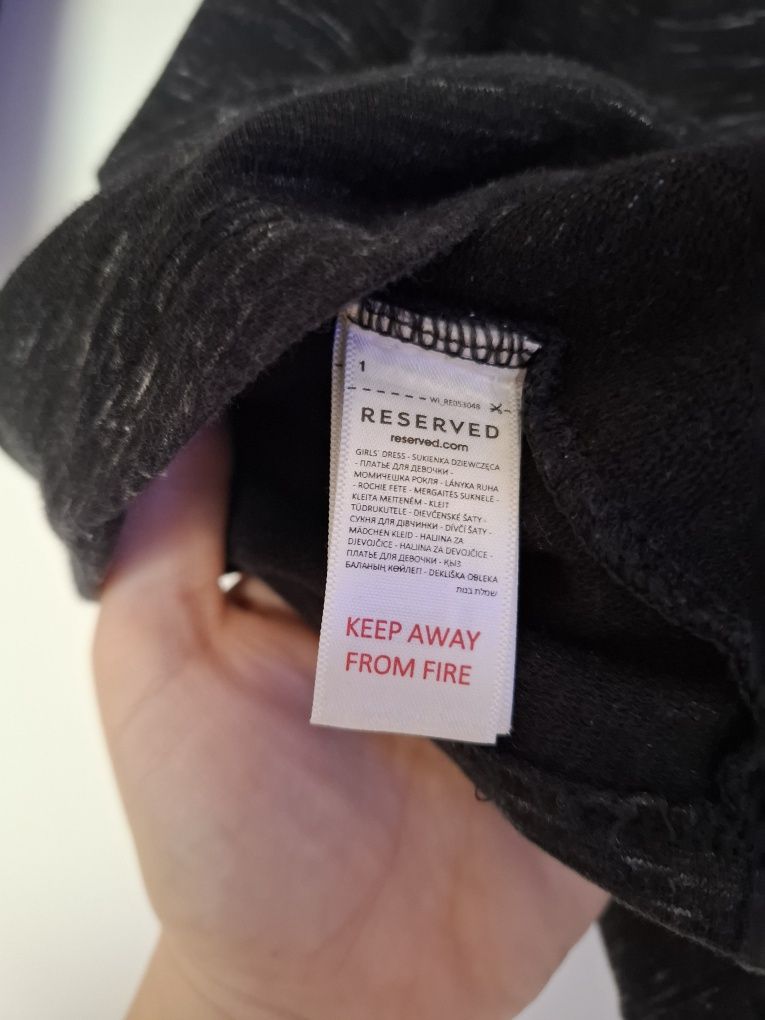 1
WI_RE053048
RESERVED
reserved.com
GIRLS' DRESS - SUKIENKA DZIEWCZĘCA
- ПЛАТЬЕ ДЛЯ ДЕВОЧКИ -
МОМИЧЕШКА РОКЛЯ - LÁNYKA RUHA
- ROCHIE FETE - MERGAITĖS SUKNELĖ -
KLEITA MEITENĒM - KLEIT
TÜDRUKUTELE - DIEVČENSKÉ ŠATY -
СУКНЯ ДЛЯ ДІВЧИНКИ - DÍVČÍ ŠATY -
MÄDCHEN KLEID - HALJINA ZA
DJEVOJČICE - HALJINA ZA DEVOJČICE -
ПЛАТЬЕ ДЛЯ ДЕВОЧКИ - ҚЫЗ
БАЛАНЫҢ КӨЙЛЕГІ - DEKLIŠKA OBLEKA
שמלת בנות
KEEP AWAY
FROM FIRE